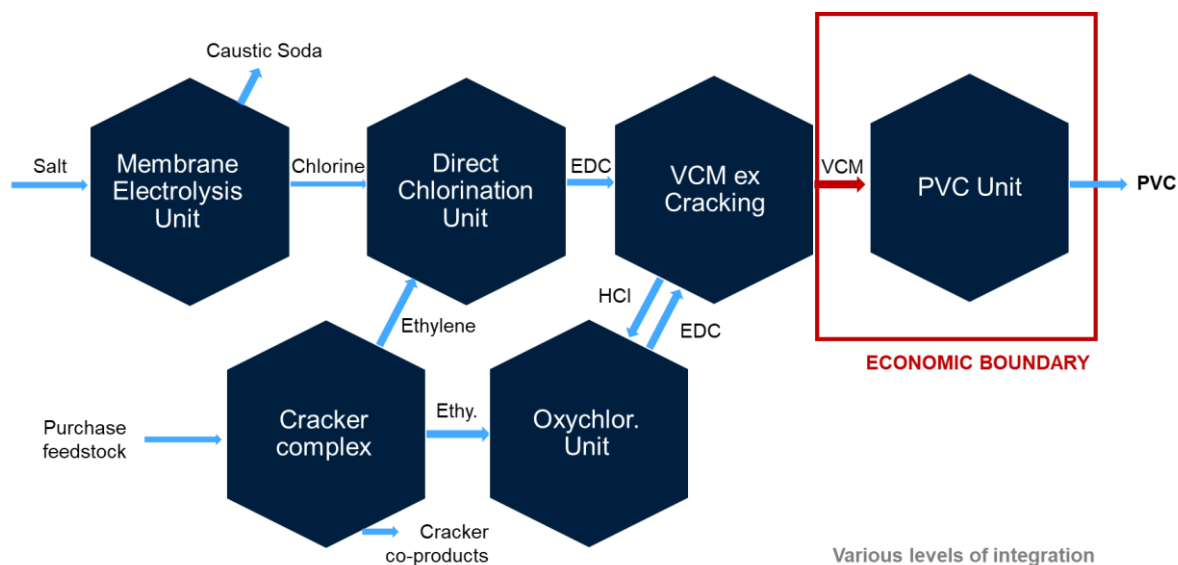 Caustic Soda
Salt
Membrane
Electrolysis
Unit
Chlorine
Direct
Chlorination
Unit
EDC
VCM ex
Cracking
VCM
PVC Unit
PVC
HCl
EDC
Ethylene
ECONOMIC BOUNDARY
Purchase
feedstock
Cracker
complex
Ethy.
Oxychlor.
Unit
Cracker
co-products
Various levels of integration